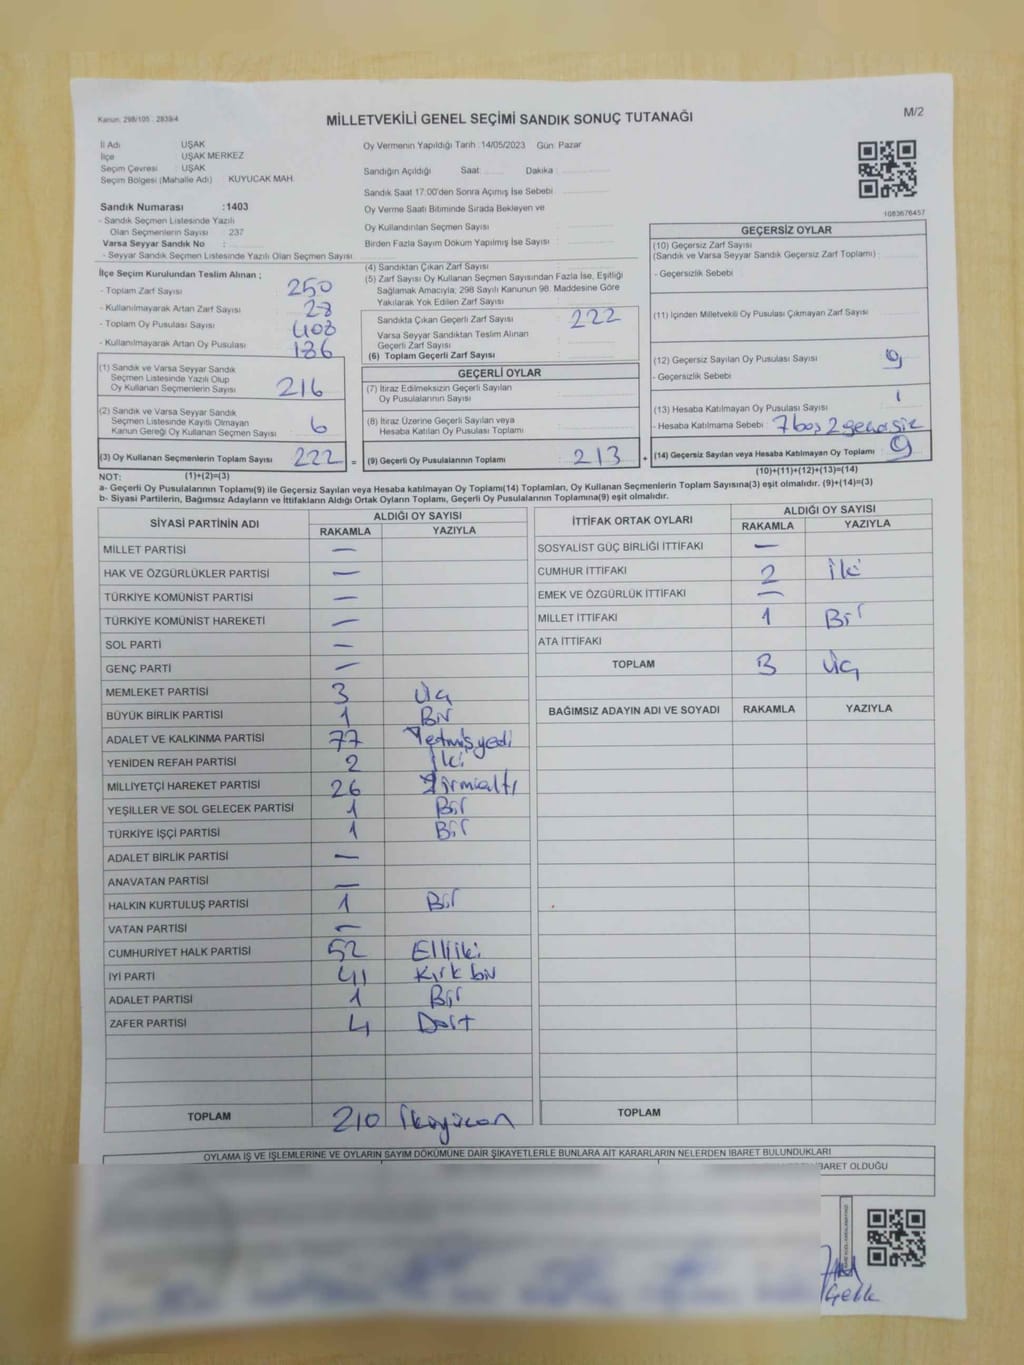 Kanun: 298/105 : 2839/4
MİLLETVEKİLİ GENEL SEÇİMİ SANDIK SONUÇ TUTANAĞI
M/2
İl Adı : UŞAK
İlçe : UŞAK MERKEZ
Seçim Çevresi : UŞAK
Seçim Bölgesi (Mahalle Adı) KUYUCAK MAH.
Oy Vermenin Yapıldığı Tarih :14/05/2023 Gün: Pazar
Sandığın Açıldığı Saat: Dakika :
Sandık Saat 17:00'den Sonra Açımış İse Sebebi :
Sandık Numarası :1403
- Sandık Seçmen Listesinde Yazılı
Olan Seçmenlerin Sayısı : 237
Varsa Seyyar Sandık No :
- Seyyar Sandık Seçmen Listesinde Yazılı Olan Seçmen Sayısı
Oy Verme Saati Bitiminde Sırada Bekleyen ve
Oy Kullandırılan Seçmen Sayısı :
Birden Fazla Sayım Döküm Yapılmış İse Sayısı :
1083676457
İlçe Seçim Kurulundan Teslim Alınan ;
- Toplam Zarf Sayısı : 250
- Kullanılmayarak Artan Zarf Sayısı : 28
- Toplam Oy Pusulası Sayısı : 408
- Kullanılmayarak Artan Oy Pusulası : 186
(1) Sandık ve Varsa Seyyar Sandık
Seçmen Listesinde Yazılı Olup
Oy Kullanan Seçmenlerin Sayısı : 216
(2) Sandık ve Varsa Seyyar Sandık
Seçmen Listesinde Kayıtlı Olmayan
Kanun Gereği Oy Kullanan Seçmen Sayısı : 6
(3) Oy Kullanan Seçmenlerin Toplam Sayısı : 222
(4) Sandıktan Çıkan Zarf Sayısı :
(5) Zarf Sayısı Oy Kullanan Seçmen Sayısından Fazla İse, Eşitliği
Sağlamak Amacıyla; 298 Sayılı Kanunun 98. Maddesine Göre
Yakılarak Yok Edilen Zarf Sayısı :
Sandıkta Çıkan Geçerli Zarf Sayısı : 222
Varsa Seyyar Sandıktan Teslim Alınan
Geçerli Zarf Sayısı :
(6) Toplam Geçerli Zarf Sayısı :
GEÇERLİ OYLAR
(7) İtiraz Edilmeksizin Geçerli Sayılan
Oy Pusulalarının Sayısı :
(8) İtiraz Üzerine Geçerli Sayılan veya
Hesaba Katılan Oy Pusulası Toplamı :
= (9) Geçerli Oy Pusulalarının Toplamı : 213
GEÇERSİZ OYLAR
(10) Geçersiz Zarf Sayısı
(Sandık ve Varsa Seyyar Sandık Geçersiz Zarf Toplamı) :
- Geçersizlik Sebebi :
(11) İçinden Milletvekili Oy Pusulası Çıkmayan Zarf Sayısı :
(12) Geçersiz Sayılan Oy Pusulası Sayısı : 9
- Geçersizlik Sebebi :
(13) Hesaba Katılmayan Oy Pusulası Sayısı :
- Hesaba Katılmama Sebebi : 7 boş 2
+ (14) Geçersiz Sayılan veya Hesaba Katılmayan Oy Toplamı : 9
NOT: (1)+(2)=(3)
(10)+(11)+(12)+(13)=(14)
a- Geçerli Oy Pusulalarının Toplamı(9) ile Geçersiz Sayılan veya Hesaba katılmayan Oy Toplamı(14) Toplamları, Oy Kullanan Seçmenlerin Toplam Sayısına(3) eşit olmalıdır. (9)+(14)=(3)
b- Siyasi Partilerin, Bağımsız Adayların ve İttifakların Aldığı Ortak Oyların Toplamı, Geçerli Oy Pusulalarının Toplamına(9) eşit olmalıdır.
SİYASİ PARTİNİN ADI
ALDIĞI OY SAYISI
RAKAMLA YAZIYLA
MİLLET PARTİSİ —
HAK VE ÖZGÜRLÜKLER PARTİSİ —
TÜRKİYE KOMÜNİST PARTİSİ —
TÜRKİYE KOMÜNİST HAREKETİ —
SOL PARTİ —
GENÇ PARTİ —
MEMLEKET PARTİSİ 3 Üç
BÜYÜK BİRLİK PARTİSİ 1 Bir
ADALET VE KALKINMA PARTİSİ 77 Yetmişyedi
YENİDEN REFAH PARTİSİ 2 İki
MİLLİYETÇİ HAREKET PARTİSİ 26 Yirmialtı
YEŞİLLER VE SOL GELECEK PARTİSİ 1 Bir
TÜRKİYE İŞÇİ PARTİSİ 1 Bir
ADALET BİRLİK PARTİSİ —
ANAVATAN PARTİSİ —
HALKIN KURTULUŞ PARTİSİ 1 Bir
VATAN PARTİSİ —
CUMHURİYET HALK PARTİSİ 52 Elliiki
İYİ PARTİ 41 Kırk bir
ADALET PARTİSİ 1 Bir
ZAFER PARTİSİ 4 Dört
TOPLAM 210 İkiyüzon
İTTİFAK ORTAK OYLARI
ALDIĞI OY SAYISI
RAKAMLA YAZIYLA
SOSYALİST GÜÇ BİRLİĞİ İTTİFAKI —
CUMHUR İTTİFAKI 2 İki
EMEK VE ÖZGÜRLÜK İTTİFAKI —
MİLLET İTTİFAKI 1 Bir
ATA İTTİFAKI
TOPLAM 3 Üç
BAĞIMSIZ ADAYIN ADI VE SOYADI RAKAMLA YAZIYLA
TOPLAM
OYLAMA İŞ VE İŞLEMLERİNE VE OYLARIN SAYIM DÖKÜMÜNE DAİR ŞİKAYETLERLE BUNLARA AİT KARARLARIN NELERDEN İBARET BULUNDUKLARI
İBARET OLDUĞU